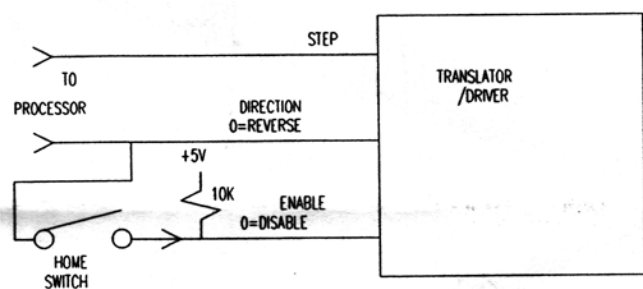 STEP
TO
PROCESSOR
TRANSLATOR
/DRIVER
DIRECTION
0=REVERSE
+5V
10K
ENABLE
0=DISABLE
HOME
SWITCH